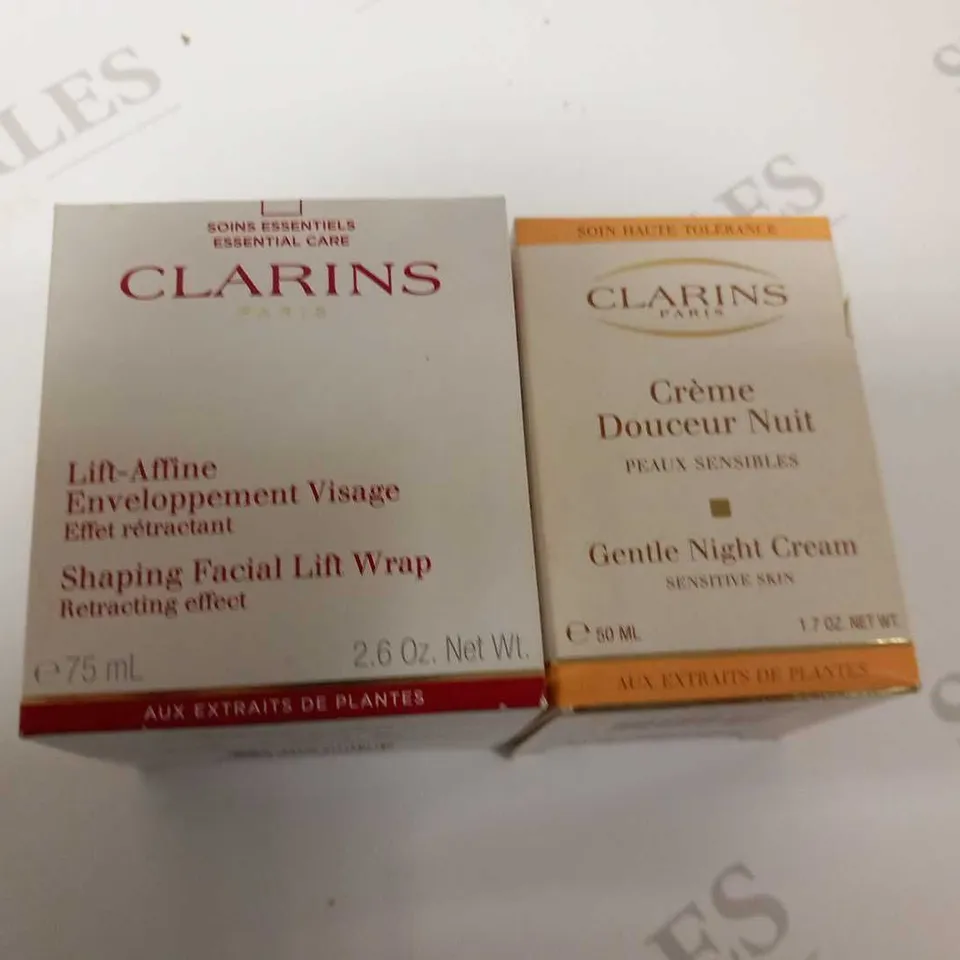 SOINS ESSENTIELS
ESSENTIAL CARE
CLARINS
PARIS
Lift-Affine
Enveloppement Visage
Effet rétractant
Shaping Facial Lift Wrap
Retracting effect
℮ 75 mL
2.6 Oz. Net Wt.
AUX EXTRAITS DE PLANTES
SOIN HAUTE TOLERANCE
CLARINS
PARIS
Crème
Douceur Nuit
PEAUX SENSIBLES
Gentle Night Cream
SENSITIVE SKIN
℮ 50 ML
1.7 OZ. NET WT.
AUX EXTRAITS DE PLANTES